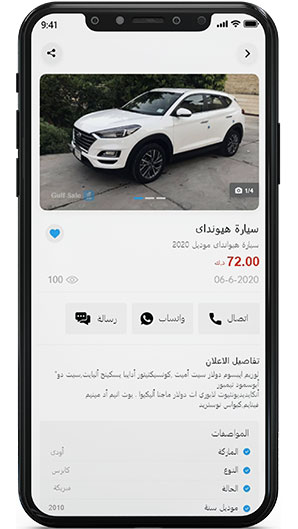 9:41
Gulf Sale
1/4
سيارة هيونداى
سيارة هيونداى موديل 2020
72.00 د.ك
06-6-2020
100
اتصال
واتساب
رسالة
تفاصيل الاعلان
لوريم ايبسوم دولار سيت أميت ,كونسيكتيتور أدايبا يسكينج أليايت,سيت دو
أيوسمود تيمبور
أنكايديديونتيوت لابوري ات دولار ماجنا أليكيوا . يوت انيم أد مينيم
فينايم,كيواس نوستريد
المواصفات
الماركة أودى
النوع
الحالة
موديل سنة 2010